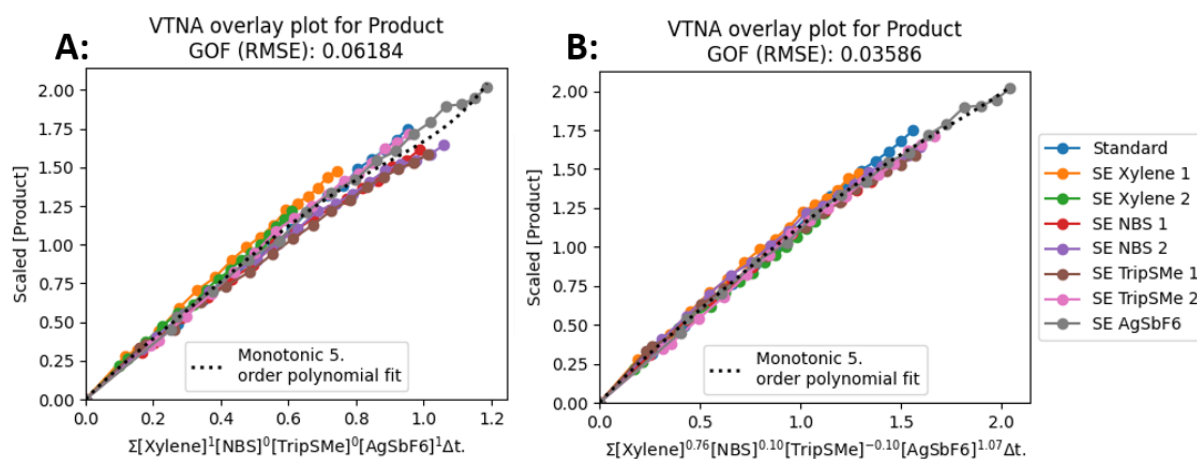 A:
VTNA overlay plot for Product
GOF (RMSE): 0.06184
Scaled [Product]
2.00
1.75
1.50
1.25
1.00
0.75
0.50
0.25
0.00
Monotonic 5.
order polynomial fit
0.0 0.2 0.4 0.6 0.8 1.0 1.2
Σ[Xylene]¹[NBS]⁰[TripSMe]⁰[AgSbF6]¹Δt.
B:
VTNA overlay plot for Product
GOF (RMSE): 0.03586
Scaled [Product]
2.00
1.75
1.50
1.25
1.00
0.75
0.50
0.25
0.00
Monotonic 5.
order polynomial fit
0.0 0.5 1.0 1.5 2.0
Σ[Xylene]^0.76[NBS]^0.10[TripSMe]^−0.10[AgSbF6]^1.07Δt.
Standard
SE Xylene 1
SE Xylene 2
SE NBS 1
SE NBS 2
SE TripSMe 1
SE TripSMe 2
SE AgSbF6